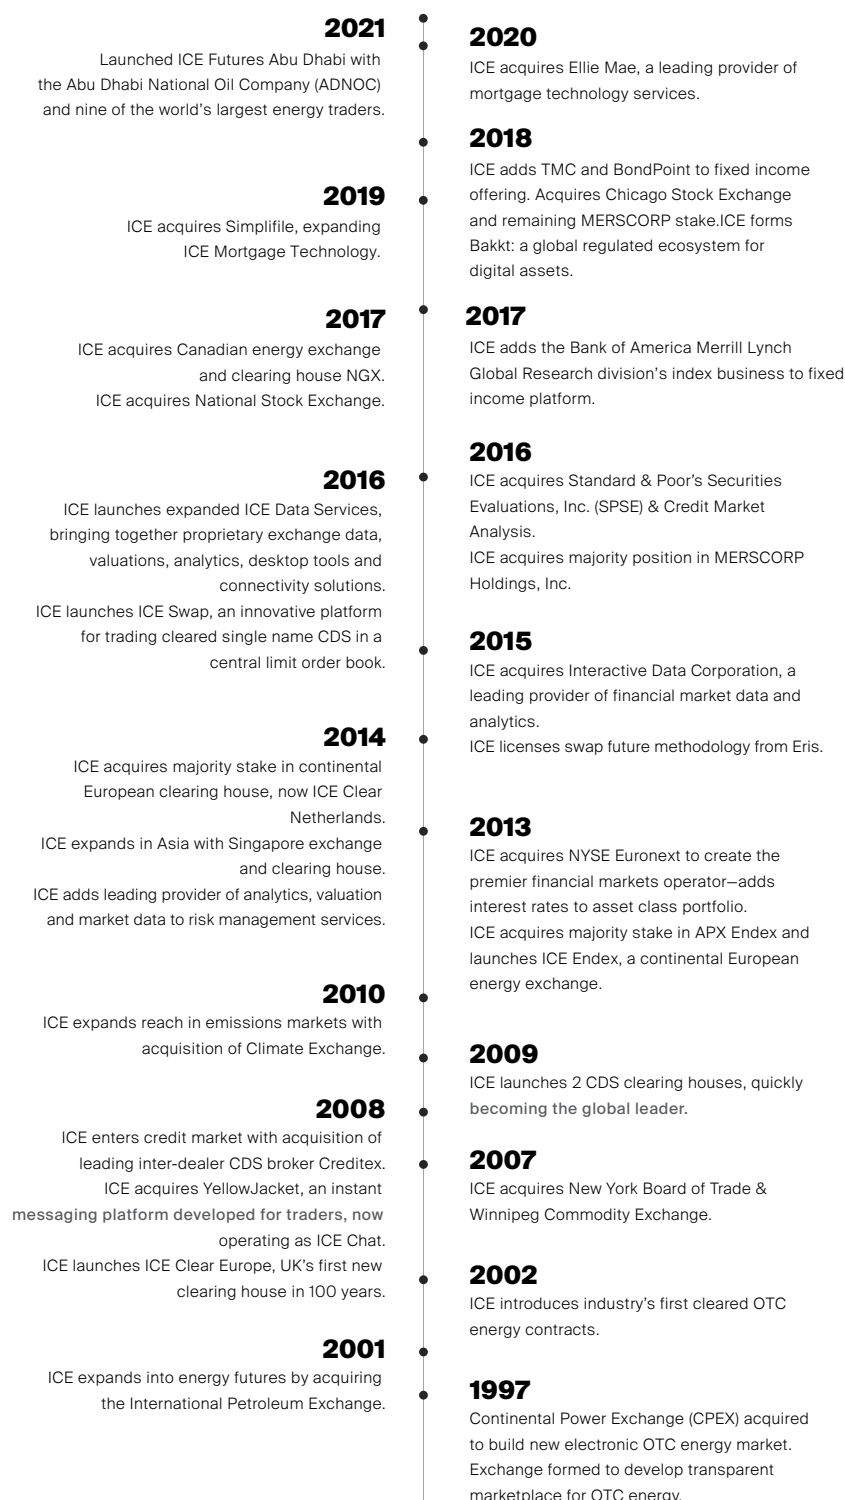 2021
Launched ICE Futures Abu Dhabi with
the Abu Dhabi National Oil Company (ADNOC)
and nine of the world's largest energy traders.
2020
ICE acquires Ellie Mae, a leading provider of
mortgage technology services.
2019
ICE acquires Simplifile, expanding
ICE Mortgage Technology.
2018
ICE adds TMC and BondPoint to fixed income
offering. Acquires Chicago Stock Exchange
and remaining MERSCORP stake.ICE forms
Bakkt: a global regulated ecosystem for
digital assets.
2017
ICE acquires Canadian energy exchange
and clearing house NGX.
ICE acquires National Stock Exchange.
2017
ICE adds the Bank of America Merrill Lynch
Global Research division's index business to fixed
income platform.
2016
ICE launches expanded ICE Data Services,
bringing together proprietary exchange data,
valuations, analytics, desktop tools and
connectivity solutions.
ICE launches ICE Swap, an innovative platform
for trading cleared single name CDS in a
central limit order book.
2016
ICE acquires Standard & Poor's Securities
Evaluations, Inc. (SPSE) & Credit Market
Analysis.
ICE acquires majority position in MERSCORP
Holdings, Inc.
2015
ICE acquires Interactive Data Corporation, a
leading provider of financial market data and
analytics.
ICE licenses swap future methodology from Eris.
2014
ICE acquires majority stake in continental
European clearing house, now ICE Clear
Netherlands.
ICE expands in Asia with Singapore exchange
and clearing house.
ICE adds leading provider of analytics, valuation
and market data to risk management services.
2013
ICE acquires NYSE Euronext to create the
premier financial markets operator—adds
interest rates to asset class portfolio.
ICE acquires majority stake in APX Endex and
launches ICE Endex, a continental European
energy exchange.
2010
ICE expands reach in emissions markets with
acquisition of Climate Exchange.
2009
ICE launches 2 CDS clearing houses, quickly
becoming the global leader.
2008
ICE enters credit market with acquisition of
leading inter-dealer CDS broker Creditex.
ICE acquires YellowJacket, an instant
messaging platform developed for traders, now
operating as ICE Chat.
ICE launches ICE Clear Europe, UK's first new
clearing house in 100 years.
2007
ICE acquires New York Board of Trade &
Winnipeg Commodity Exchange.
2002
ICE introduces industry's first cleared OTC
energy contracts.
2001
ICE expands into energy futures by acquiring
the International Petroleum Exchange.
1997
Continental Power Exchange (CPEX) acquired
to build new electronic OTC energy market.
Exchange formed to develop transparent
marketplace for OTC energy.